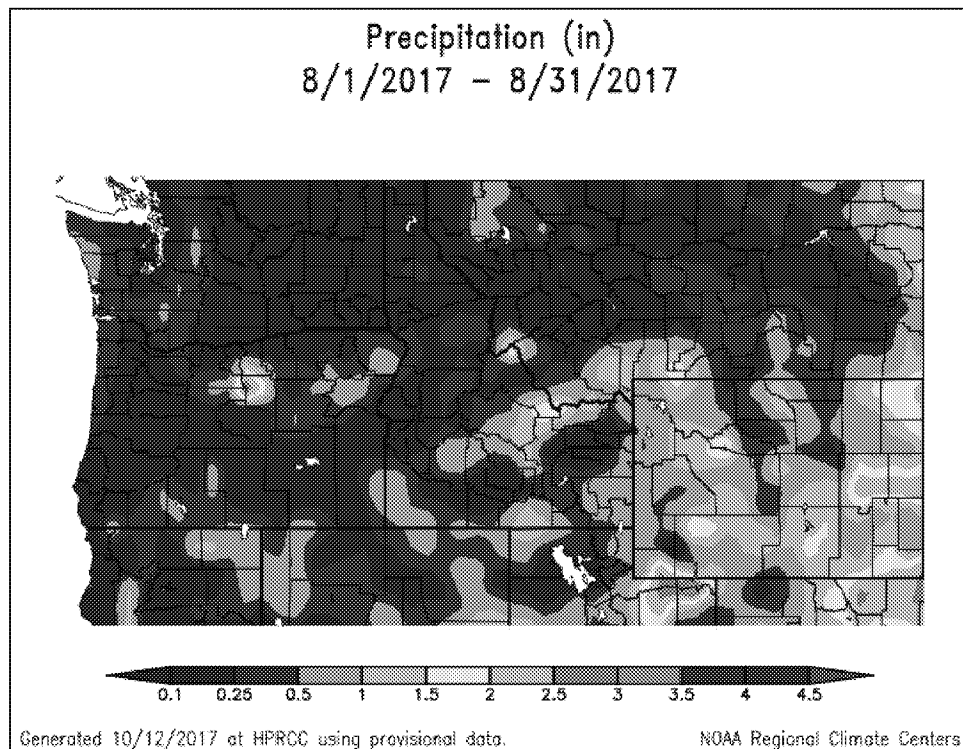 Precipitation (in)
8/1/2017 – 8/31/2017
0.1 0.25 0.5 1 1.5 2 2.5 3 3.5 4 4.5
Generated 10/12/2017 at HPRCC using provisional data. NOAA Regional Climate Centers